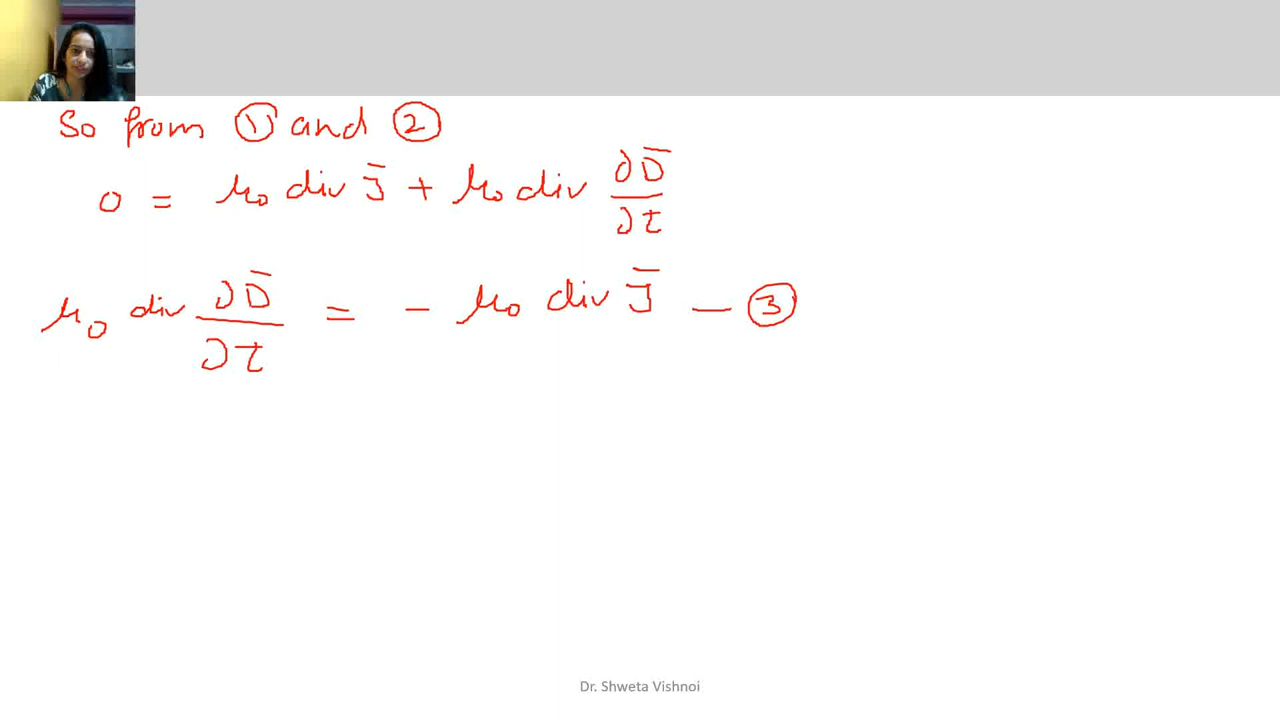 So from ① and ②
0 = μ₀ div J̄ + μ₀ div ∂D̄/∂t
μ₀ div ∂D̄/∂t = - μ₀ div J̄ — ③
Dr. Shweta Vishnoi